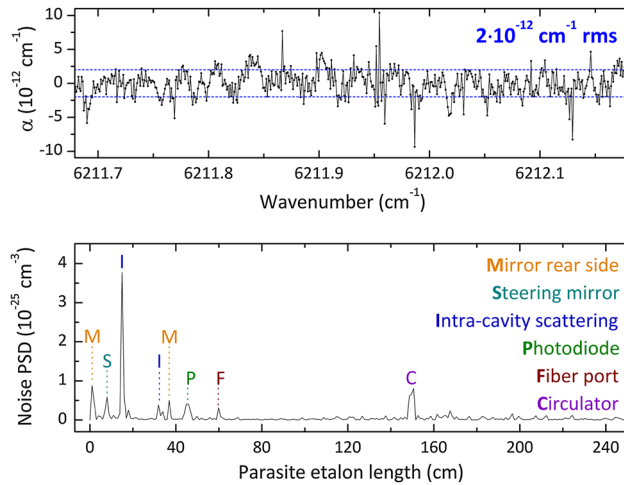 10
5
0
-5
-10
α (10⁻¹² cm⁻¹)
2·10⁻¹² cm⁻¹ rms
6211.7 6211.8 6211.9 6212.0 6212.1
Wavenumber (cm⁻¹)
4
3
2
1
0
Noise PSD (10⁻²⁵ cm⁻³)
I
M S I M P F C
Mirror rear side
Steering mirror
Intra-cavity scattering
Photodiode
Fiber port
Circulator
0 40 80 120 160 200 240
Parasite etalon length (cm)